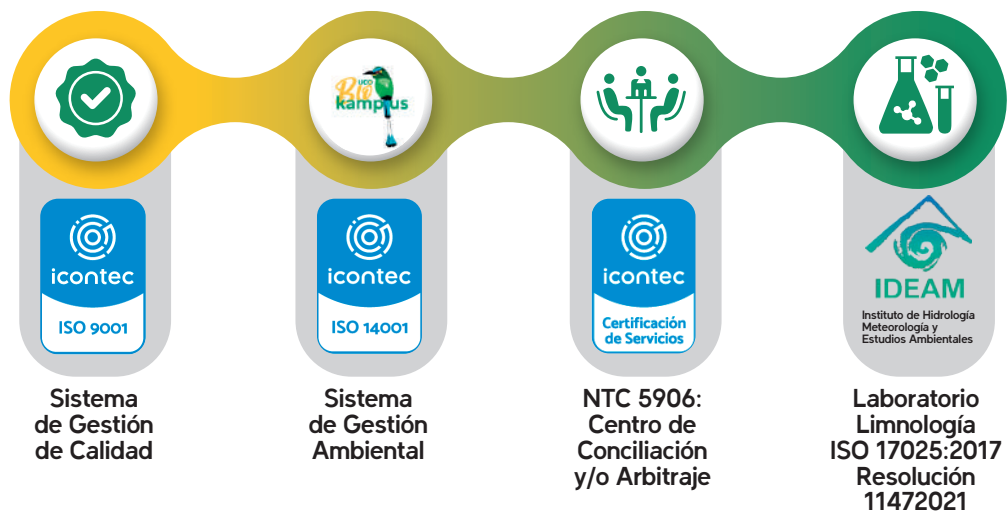 UCO
Bio
kampus
icontec
ISO 9001
icontec
ISO 14001
icontec
Certificación
de Servicios
IDEAM
Instituto de Hidrología
Meteorología y
Estudios Ambientales
Sistema
de Gestión
de Calidad
Sistema
de Gestión
Ambiental
NTC 5906:
Centro de
Conciliación
y/o Arbitraje
Laboratorio
Limnología
ISO 17025:2017
Resolución
11472021